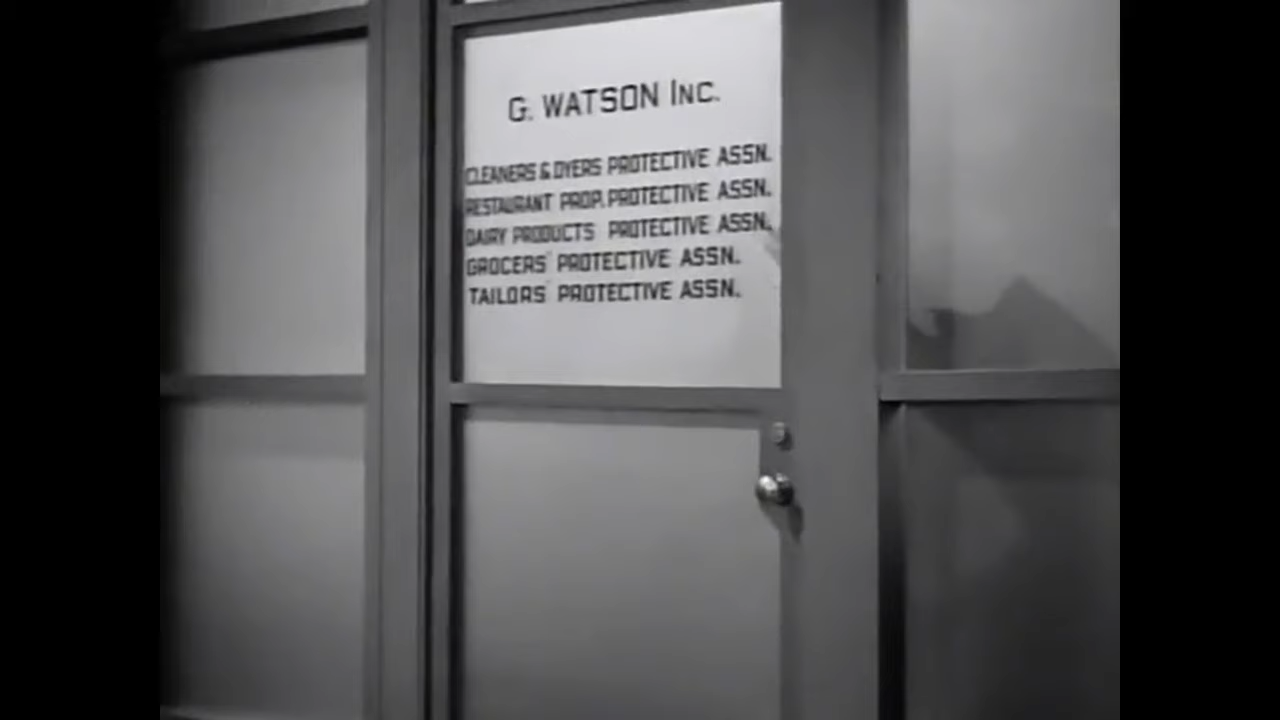 G. WATSON INC.
CLEANERS & DYERS PROTECTIVE ASSN.
RESTAURANT PROP. PROTECTIVE ASSN.
DAIRY PRODUCTS PROTECTIVE ASSN.
GROCERS' PROTECTIVE ASSN.
TAILORS' PROTECTIVE ASSN.